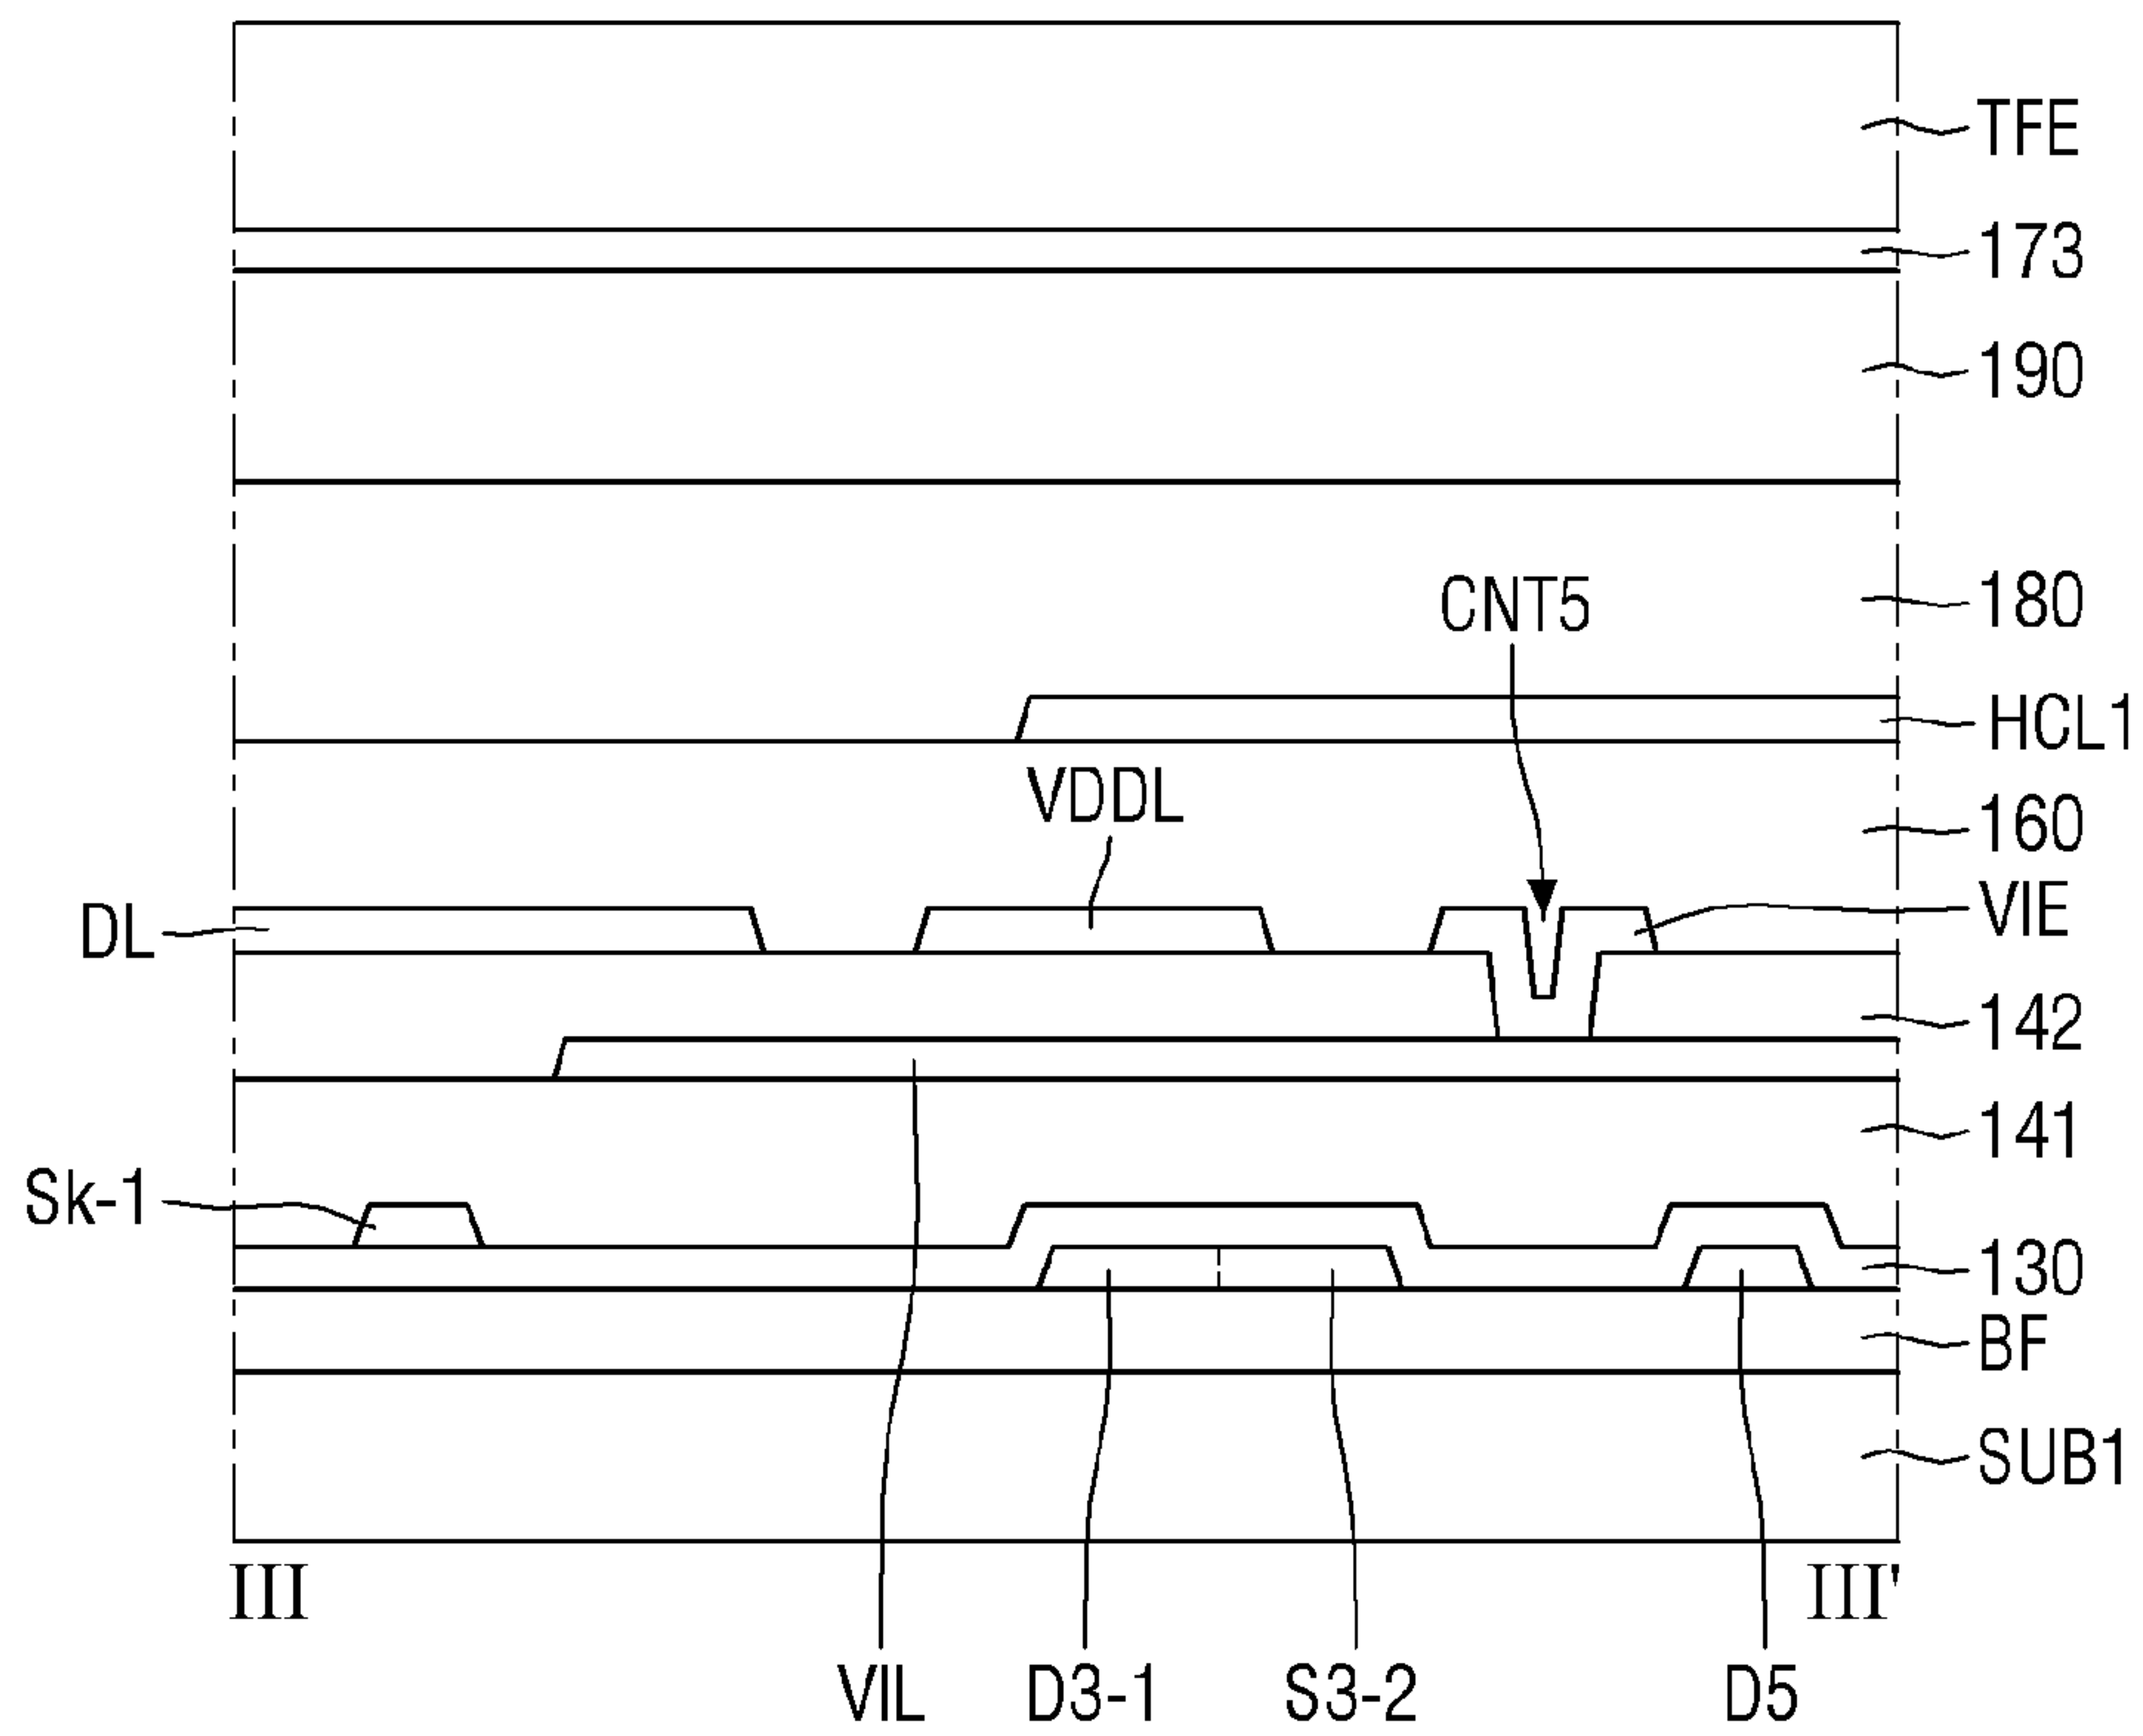 TFE
173
190
180
CNT5
HCL1
VDDL
160
DL
VIE
142
141
Sk-1
130
BF
SUB1
III
III'
VIL
D3-1
S3-2
D5